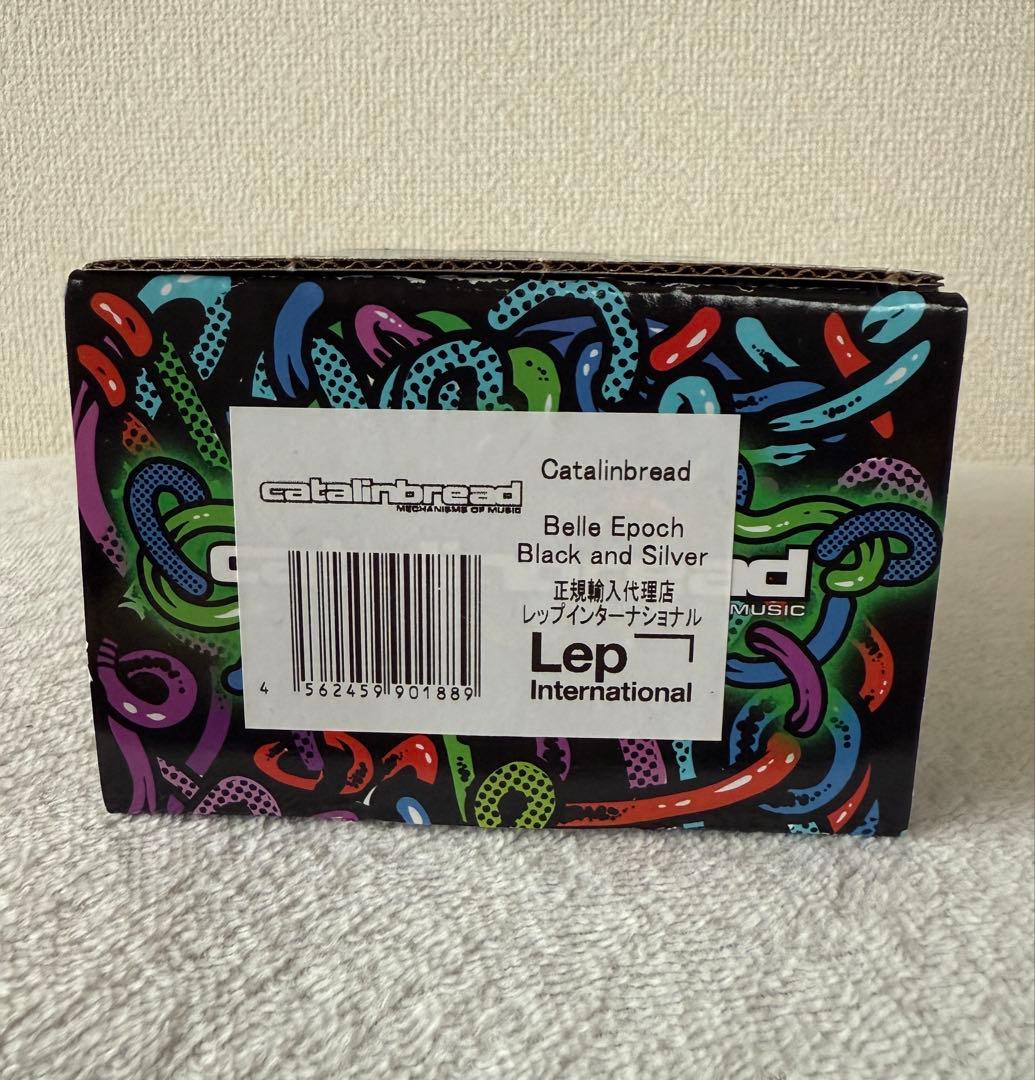 catalinbread
MECHANISMS OF MUSIC
Catalinbread
Belle Epoch
Black and Silver
正規輸入代理店
レップインターナショナル
Lep
International
4 562459 901889
MUSIC